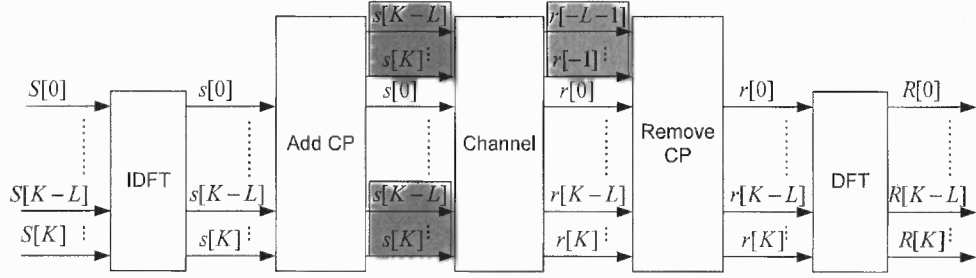 s[K-L] r[-L-1]
s[K] r[-1]
S[0] s[0] s[0] r[0] r[0] R[0]
IDFT Add CP Channel Remove CP DFT
S[K-L] s[K-L] s[K-L] r[K-L] r[K-L] R[K-L]
S[K] s[K] s[K] r[K] r[K] R[K]